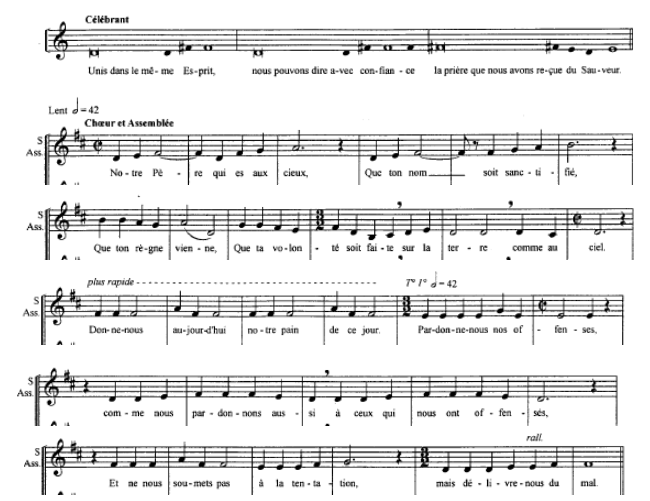 Célébrant
Unis dans le mê - me Es-prit, nous pouvons dire a-vec con-fian - ce la prière que nous avons re-çue du Sau-veur.
Lent = 42
Chœur et Assemblée
S
Ass.
No - tre Pè - re qui es aux cieux, Que ton nom soit sanc - ti - fié,
S
Ass.
Que ton rè-gne vien - ne, Que ta vo-lon - té soit fai-te sur la ter - re comme au ciel.
plus rapide
T° I° = 42
S
Ass.
Don-ne-nous au-jour-d'hui no-tre pain de ce jour. Par-don-ne-nous nos of - fen - ses,
S
Ass.
com - me nous par - don - nons aus - si à ceux qui nous ont of - fen - sés,
rall.
S
Ass.
Et ne nous sou-mets pas à la ten-ta - tion, mais dé - li - vre-nous du mal.